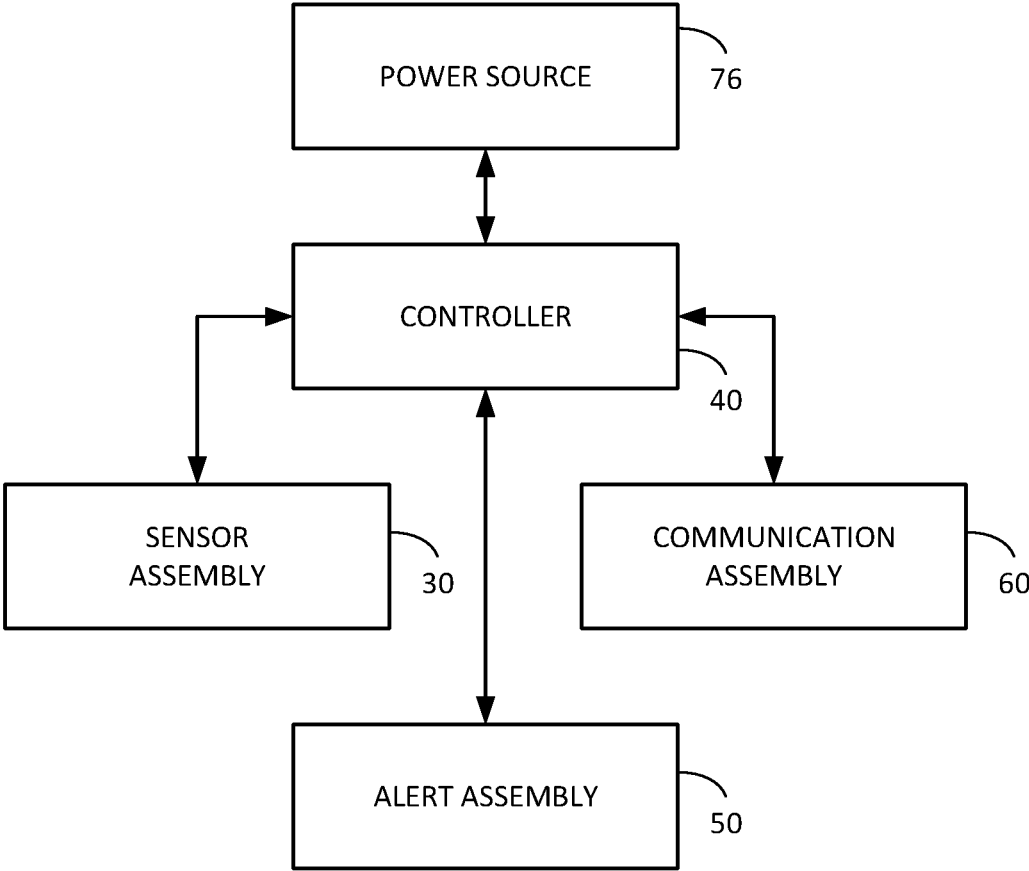 POWER SOURCE
76
CONTROLLER
40
SENSOR
ASSEMBLY
30
COMMUNICATION
ASSEMBLY
60
ALERT ASSEMBLY
50